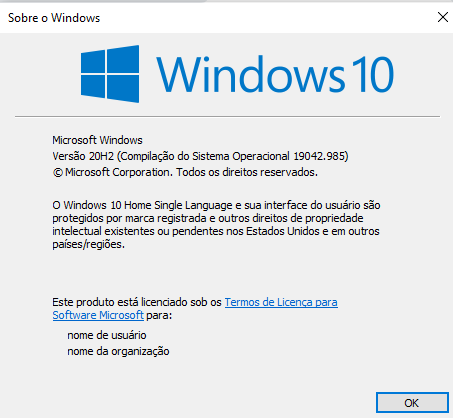 Sobre o Windows
Windows 10
Microsoft Windows
Versão 20H2 (Compilação do Sistema Operacional 19042.985)
© Microsoft Corporation. Todos os direitos reservados.
O Windows 10 Home Single Language e sua interface do usuário são
protegidos por marca registrada e outros direitos de propriedade
intelectual existentes ou pendentes nos Estados Unidos e em outros
países/regiões.
Este produto está licenciado sob os Termos de Licença para
Software Microsoft para:
nome de usuário
nome da organização
OK